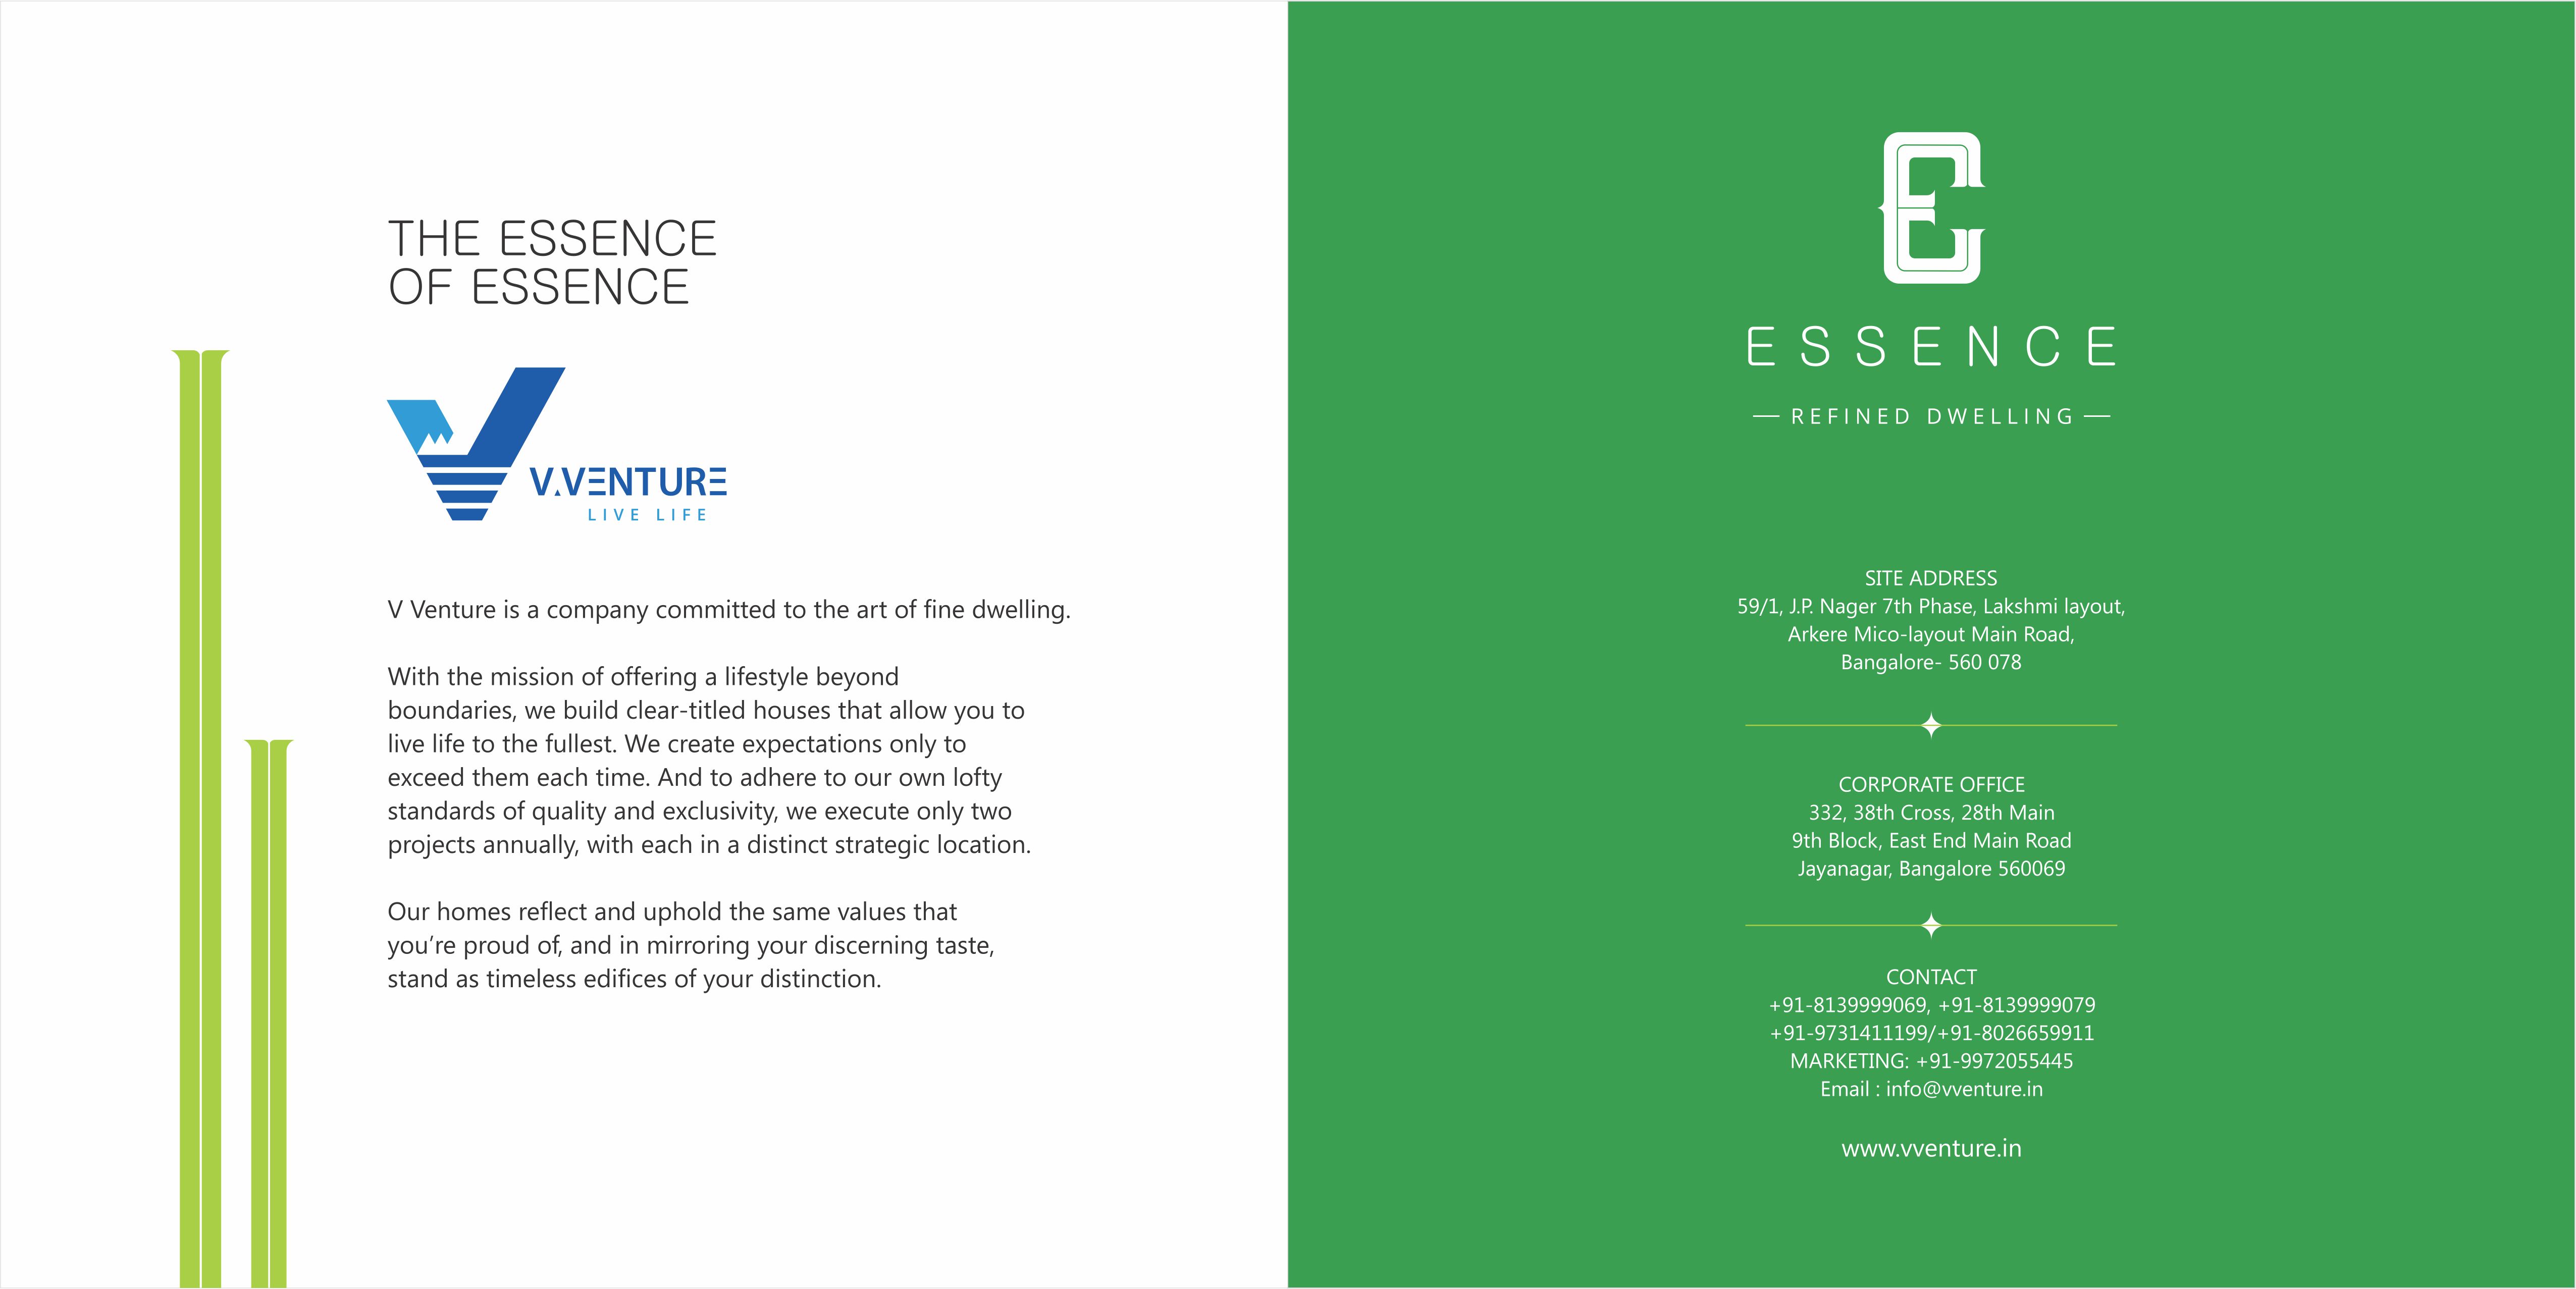 THE ESSENCE
OF ESSENCE
V.VENTURE
LIVE LIFE
V Venture is a company committed to the art of fine dwelling.
With the mission of offering a lifestyle beyond
boundaries, we build clear-titled houses that allow you to
live life to the fullest. We create expectations only to
exceed them each time. And to adhere to our own lofty
standards of quality and exclusivity, we execute only two
projects annually, with each in a distinct strategic location.
Our homes reflect and uphold the same values that
you’re proud of, and in mirroring your discerning taste,
stand as timeless edifices of your distinction.
E
ESSENCE
— REFINED DWELLING —
SITE ADDRESS
59/1, J.P. Nager 7th Phase, Lakshmi layout,
Arkere Mico-layout Main Road,
Bangalore- 560 078
CORPORATE OFFICE
332, 38th Cross, 28th Main
9th Block, East End Main Road
Jayanagar, Bangalore 560069
CONTACT
+91-8139999069, +91-8139999079
+91-9731411199/+91-8026659911
MARKETING: +91-9972055445
Email : info@vventure.in
www.vventure.in